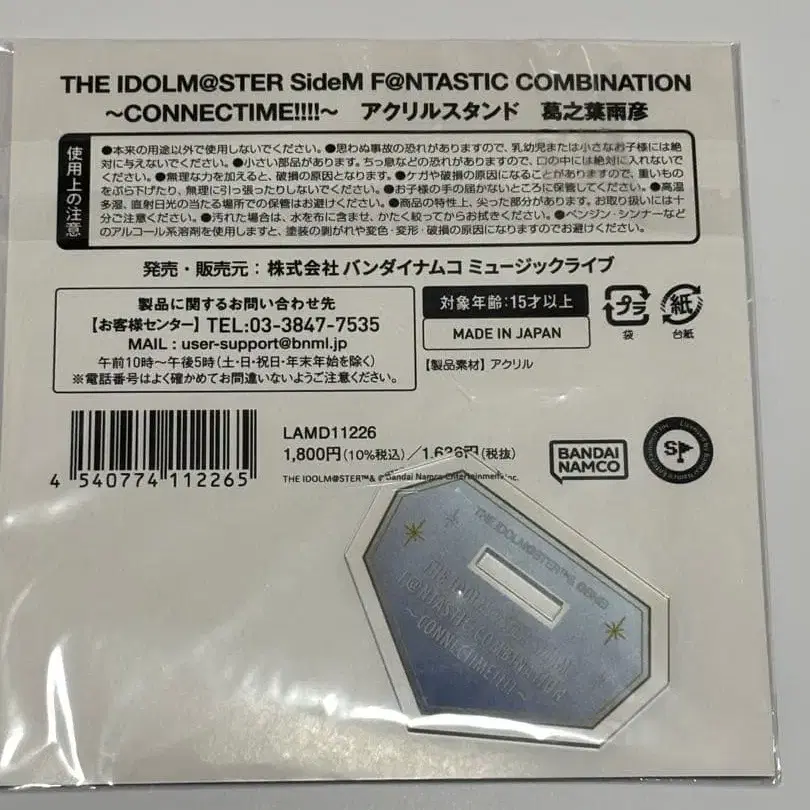 THE IDOLM@STER SideM F@NTASTIC COMBINATION
～CONNECTIME!!!!～　アクリルスタンド　葛之葉雨彦
使用上の注意
●本来の用途以外で使用しないでください。●思わぬ事故の恐れがありますので、乳幼児または小さなお子様には絶
対に与えないでください。●小さい部品があります。ちっ息などの恐れがありますので、口の中には絶対に入れないで
ください。●無理な力を加えると、破損の原因となります。●ケガや破損の原因になることがありますので、重いもの
をぶら下げたり、無理に引っ張ったりしないでください。●お子様の手の届かないところに保管してください。●高温
多湿、直射日光の当たる場所での保管はお避けください。●商品の特性上、尖った部分があります。お取り扱いには十
分ご注意ください。●汚れた場合は、水を布に含ませ、かたく絞ってからお拭きください。●ベンジン・シンナーなど
のアルコール系溶剤を使用しますと、塗装の剥がれや変色・変形・破損の原因になりますのでお避けください。
発売・販売元：株式会社バンダイナムコミュージックライブ
製品に関するお問い合わせ先
【お客様センター】TEL:03-3847-7535
MAIL：user-support@bnml.jp
午前10時～午後5時(土・日・祝日・年末年始を除く)
※電話番号はよく確かめてお間違いないようご注意ください。
対象年齢:15才以上
MADE IN JAPAN
【製品素材】アクリル
プラ
袋
紙
台紙
4 540774 112265
LAMD11226
1,800円(10%税込)／1,636円(税抜)
THE IDOLM@STER™& © Bandai Namco Entertainment Inc.
BANDAI
NAMCO
SP
Licensed by
Bandai Namco Entertainment Inc.
THE IDOLM@STER™& ©BNEI
THE IDOLM@STER SideM
F@NTASTIC COMBINATION
～CONNECTIME!!!!～